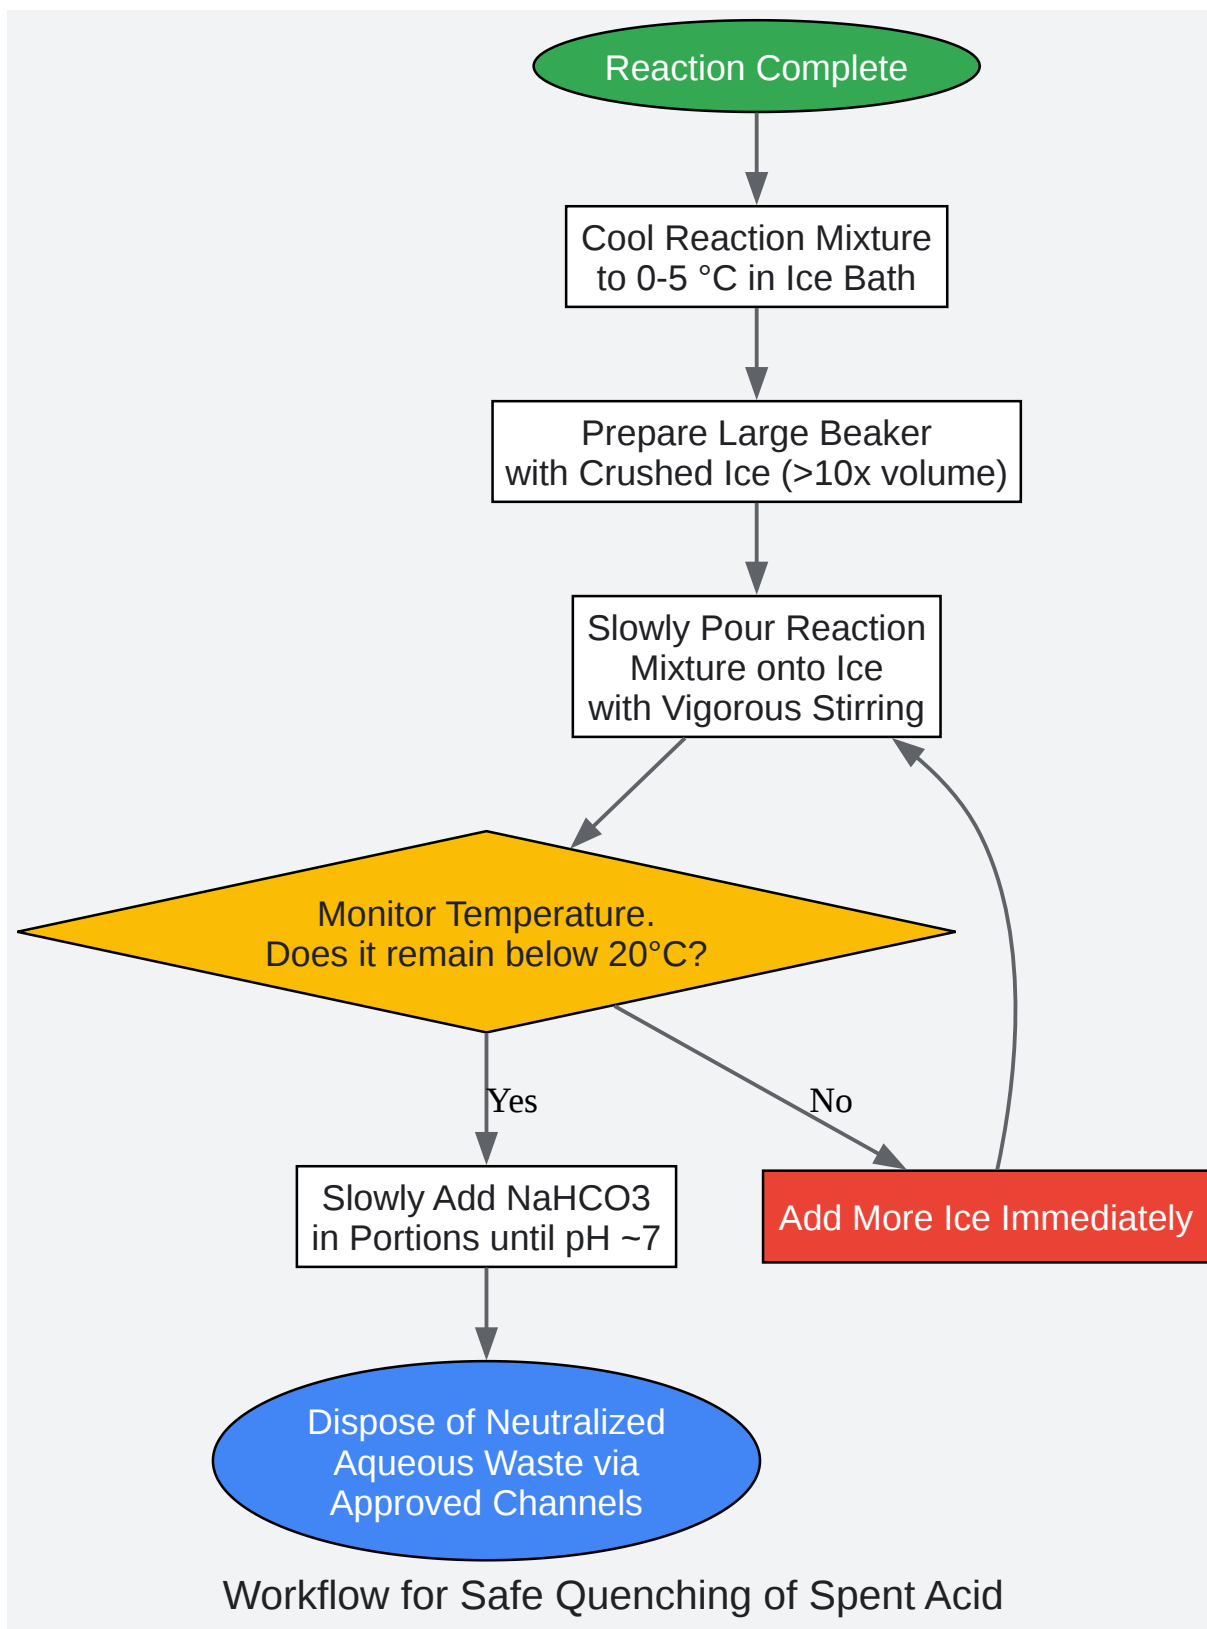 Reaction Complete
Cool Reaction Mixture
to 0-5 °C in Ice Bath
Prepare Large Beaker
with Crushed Ice (>10x volume)
Slowly Pour Reaction
Mixture onto Ice
with Vigorous Stirring
Monitor Temperature.
Does it remain below 20°C?
Yes
No
Slowly Add NaHCO3
in Portions until pH ~7
Add More Ice Immediately
Dispose of Neutralized
Aqueous Waste via
Approved Channels
Workflow for Safe Quenching of Spent Acid